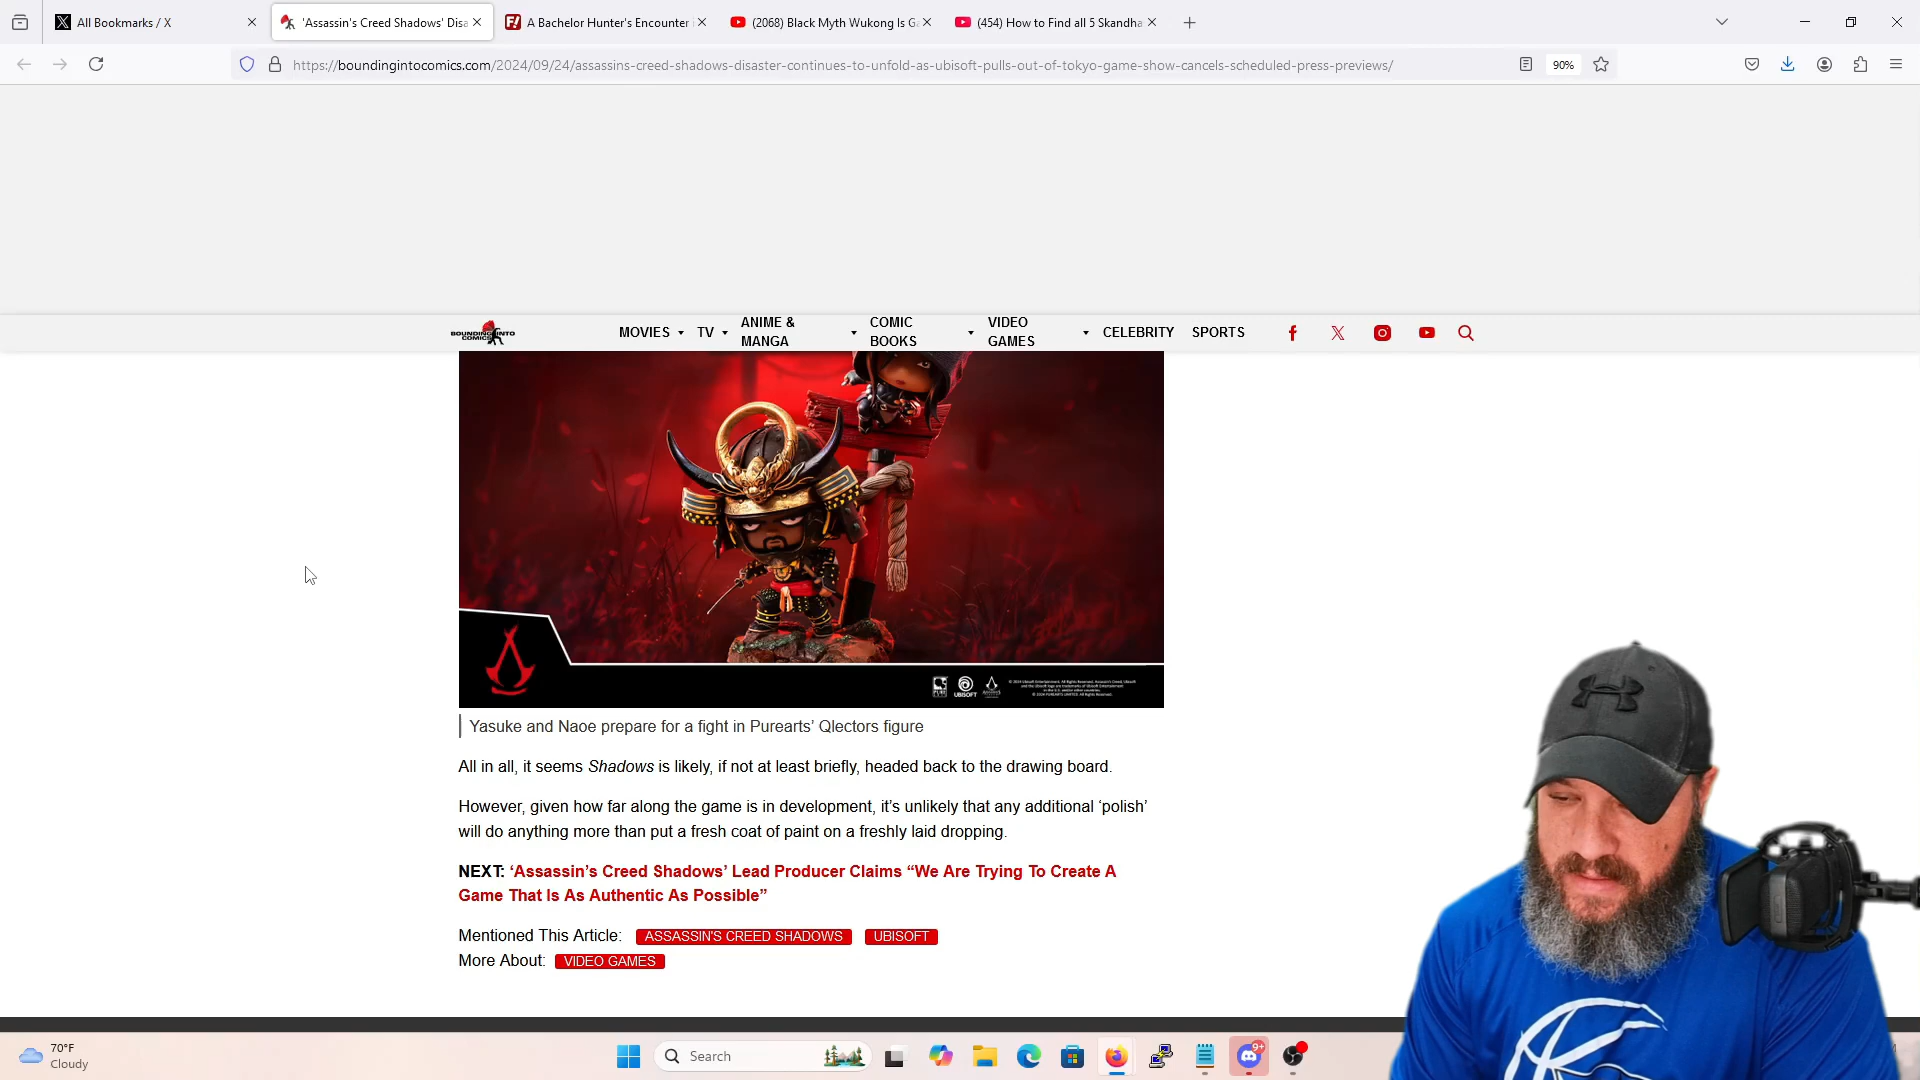 All Bookmarks / X
'Assassin's Creed Shadows' Disa
A Bachelor Hunter's Encounter
(2068) Black Myth Wukong Is G
(454) How to Find all 5 Skandha
https://boundingintocomics.com/2024/09/24/assassins-creed-shadows-disaster-continues-to-unfold-as-ubisoft-pulls-out-of-tokyo-game-show-cancels-scheduled-press-previews/
90%
BOUNDING INTO
COMICS
MOVIES
TV
ANIME &
MANGA
COMIC
BOOKS
VIDEO
GAMES
CELEBRITY
SPORTS
UBISOFT
Yasuke and Naoe prepare for a fight in Purearts' Qlectors figure
All in all, it seems Shadows is likely, if not at least briefly, headed back to the drawing board.
However, given how far along the game is in development, it's unlikely that any additional 'polish'
will do anything more than put a fresh coat of paint on a freshly laid dropping.
NEXT: 'Assassin's Creed Shadows' Lead Producer Claims "We Are Trying To Create A
Game That Is As Authentic As Possible"
Mentioned This Article: ASSASSIN'S CREED SHADOWS UBISOFT
More About: VIDEO GAMES
70°F
Cloudy
Search
9+